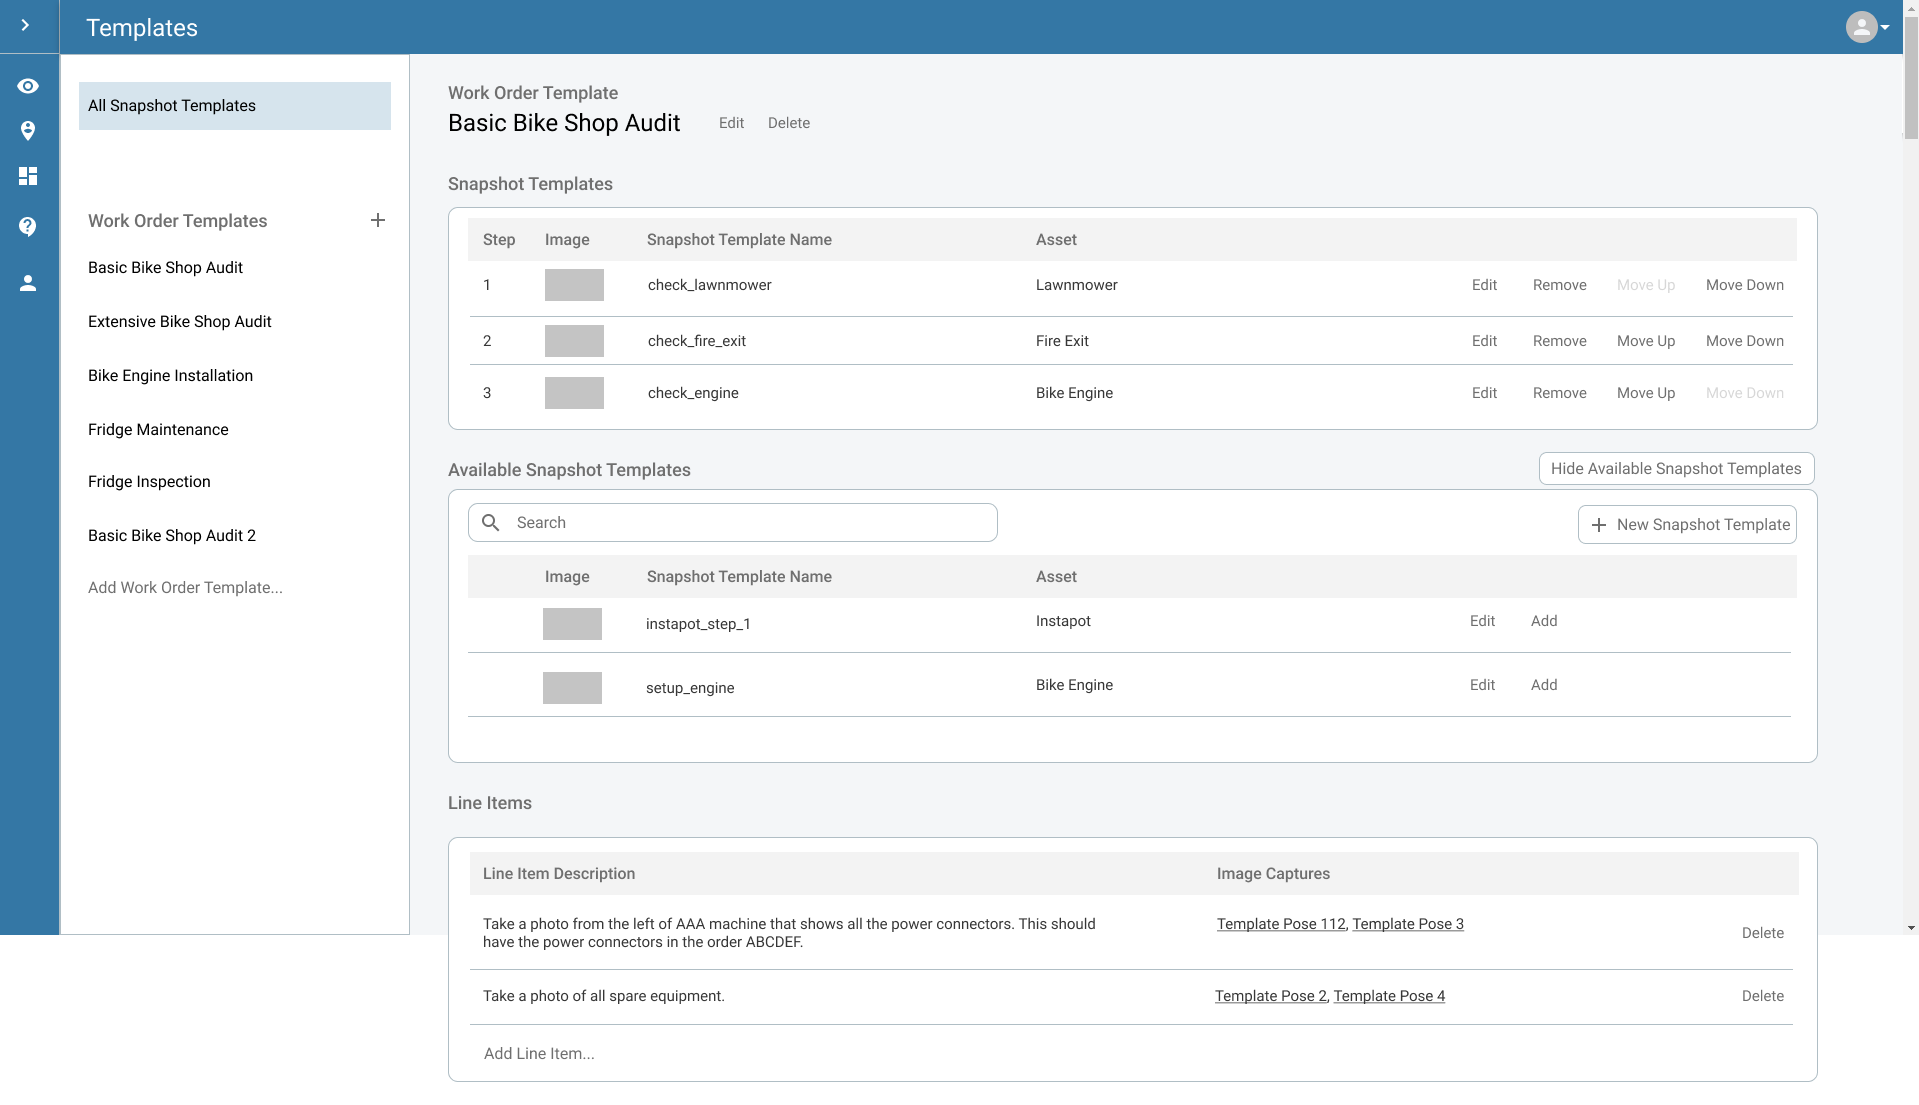 Templates
All Snapshot Templates
Work Order Templates
Basic Bike Shop Audit
Extensive Bike Shop Audit
Bike Engine Installation
Fridge Maintenance
Fridge Inspection
Basic Bike Shop Audit 2
Add Work Order Template...
Work Order Template
Basic Bike Shop Audit Edit Delete
Snapshot Templates
Step Image Snapshot Template Name Asset
1 check_lawnmower Lawnmower Edit Remove Move Up Move Down
2 check_fire_exit Fire Exit Edit Remove Move Up Move Down
3 check_engine Bike Engine Edit Remove Move Up Move Down
Available Snapshot Templates Hide Available Snapshot Templates
Search New Snapshot Template
Image Snapshot Template Name Asset
instapot_step_1 Instapot Edit Add
setup_engine Bike Engine Edit Add
Line Items
Line Item Description Image Captures
Take a photo from the left of AAA machine that shows all the power connectors. This should
have the power connectors in the order ABCDEF.
Template Pose 112, Template Pose 3
Delete
Take a photo of all spare equipment. Template Pose 2, Template Pose 4 Delete
Add Line Item...